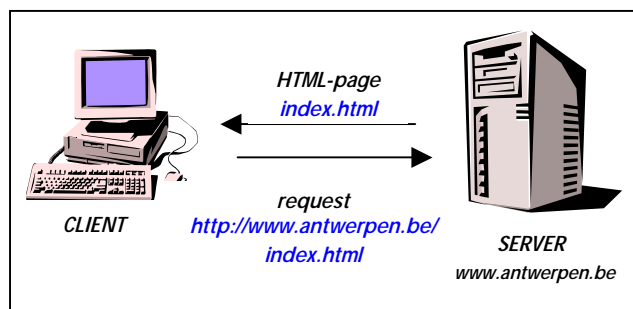 HTML-page
index.html
CLIENT
request
http://www.antwerpen.be/
index.html
SERVER
www.antwerpen.be